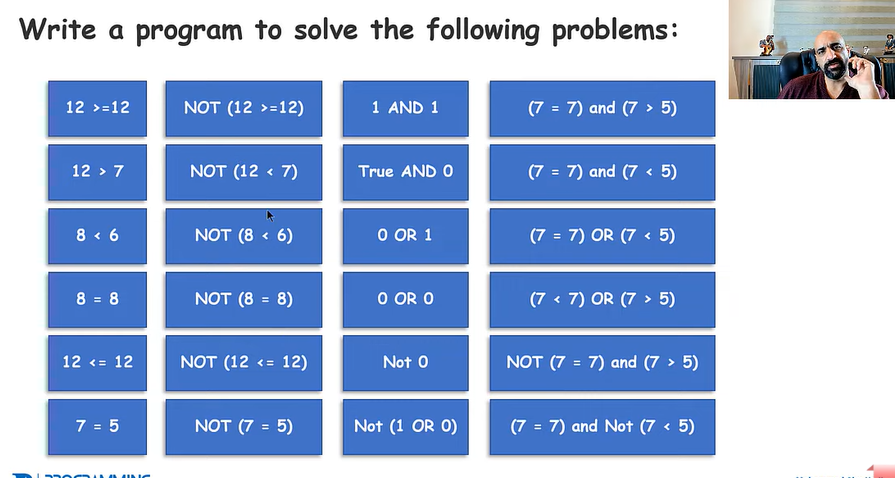 Write a program to solve the following problems:
12 >=12 NOT (12 >=12) 1 AND 1 (7 = 7) and (7 > 5)
12 > 7 NOT (12 < 7) True AND 0 (7 = 7) and (7 < 5)
8 < 6 NOT (8 < 6) 0 OR 1 (7 = 7) OR (7 < 5)
8 = 8 NOT (8 = 8) 0 OR 0 (7 < 7) OR (7 > 5)
12 <= 12 NOT (12 <= 12) Not 0 NOT (7 = 7) and (7 > 5)
7 = 5 NOT (7 = 5) Not (1 OR 0) (7 = 7) and Not (7 < 5)
PROGRAMMING